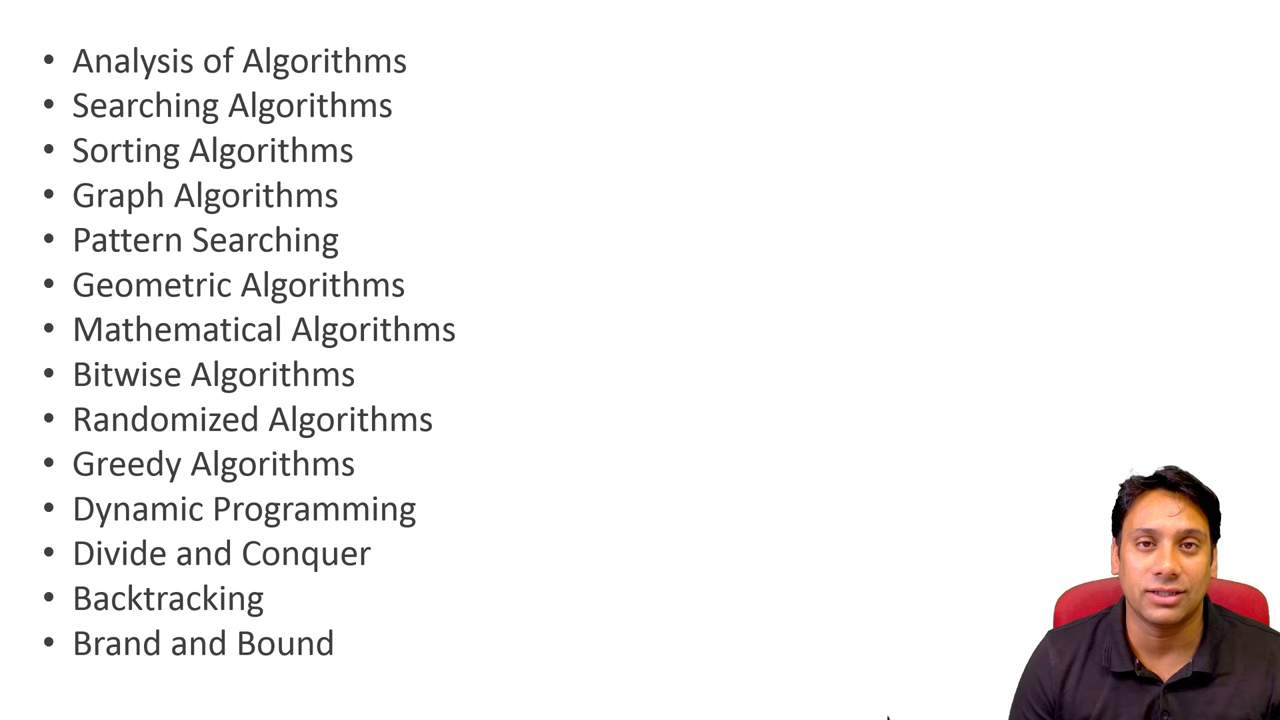 • Analysis of Algorithms
• Searching Algorithms
• Sorting Algorithms
• Graph Algorithms
• Pattern Searching
• Geometric Algorithms
• Mathematical Algorithms
• Bitwise Algorithms
• Randomized Algorithms
• Greedy Algorithms
• Dynamic Programming
• Divide and Conquer
• Backtracking
• Brand and Bound